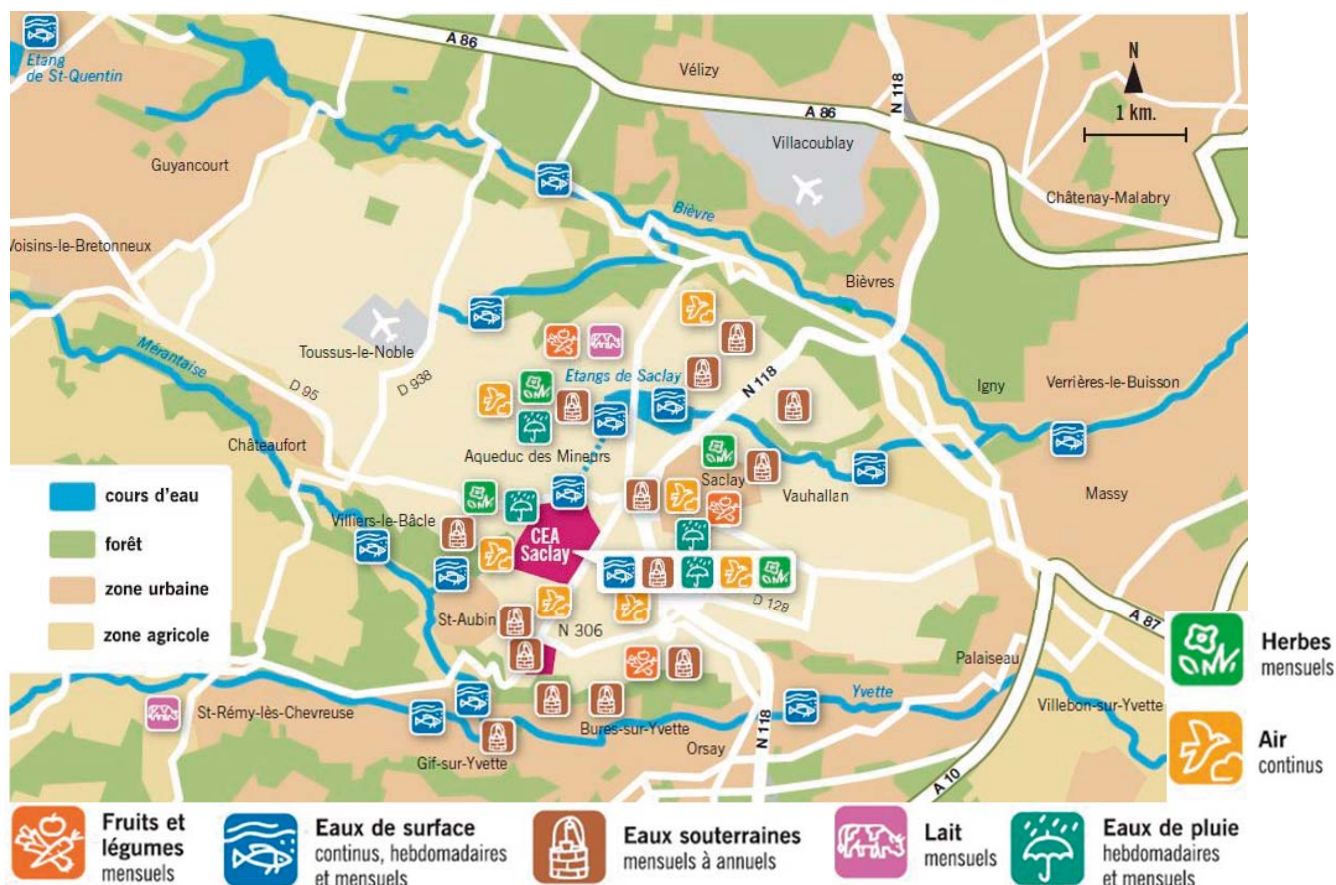 A 86
Etang
de St-Quentin
Vélizy
N 118
N
1 km.
A 86
Villacoublay
Guyancourt
Châtenay-Malabry
Bièvre
Voisins-le-Bretonneux
Bièvres
Toussus-le-Noble
Mérantaise
D 95
D 938
Etangs de Saclay
N 118
Igny
Verrières-le-Buisson
Châteaufort
Aqueduc des Mineurs
Saclay
Vauhallan
Massy
cours d'eau
forêt
zone urbaine
zone agricole
Villiers-le-Bâcle
CEA
Saclay
St-Aubin
D 128
N 306
A 87
Palaiseau
Herbes
mensuels
St-Rémy-lès-Chevreuse
Yvette
Villebon-sur-Yvette
Bures-sur-Yvette
Orsay
N 118
Gif-sur-Yvette
A 10
Air
continus
Fruits et
légumes
mensuels
Eaux de surface
continus, hebdomadaires
et mensuels
Eaux souterraines
mensuels à annuels
Lait
mensuels
Eaux de pluie
hebdomadaires
et mensuels